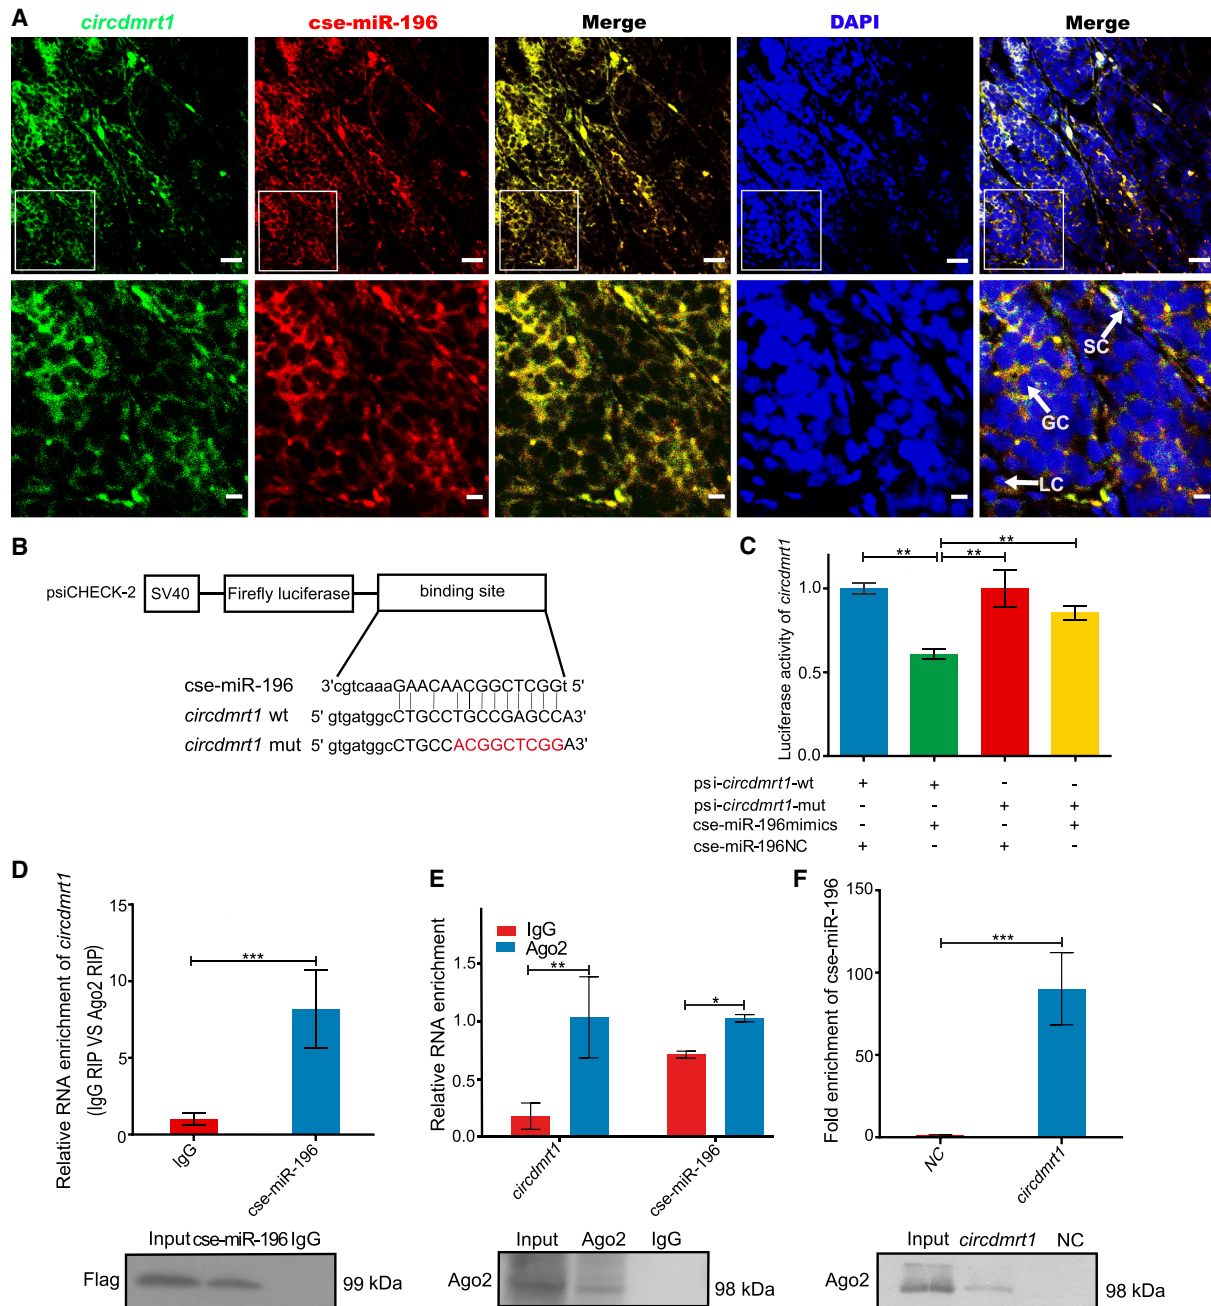 A
circdmrt1
cse-miR-196
Merge
DAPI
Merge
SC
GC
LC
B
psiCHECK-2
SV40
Firefly luciferase
binding site
cse-miR-196 3'cgtcaaaGAACAACGGCTCGGt 5'
circdmrt1 wt 5' gtgatggcCTGCCTGCCGAGCCA3'
circdmrt1 mut 5' gtgatggcCTGCCACGGCTCGGA3'
C
Luciferase activity of circdmrt1
1.0
0.5
0.0
** ** **
psi-circdmrt1-wt + + - -
psi-circdmrt1-mut - - + +
cse-miR-196mimics - + - +
cse-miR-196NC + - + -
D
Relative RNA enrichment of circdmrt1
(IgG RIP VS Ago2 RIP)
15
10
5
0
***
IgG
cse-miR-196
Input cse-miR-196 IgG
Flag
99 kDa
E
Relative RNA enrichment
IgG
Ago2
1.5
1.0
0.5
0.0
**
*
circdmrt1
cse-miR-196
Input Ago2 IgG
Ago2
98 kDa
F
Fold enrichment of cse-miR-196
150
100
50
0
***
NC
circdmrt1
Input circdmrt1 NC
Ago2
98 kDa